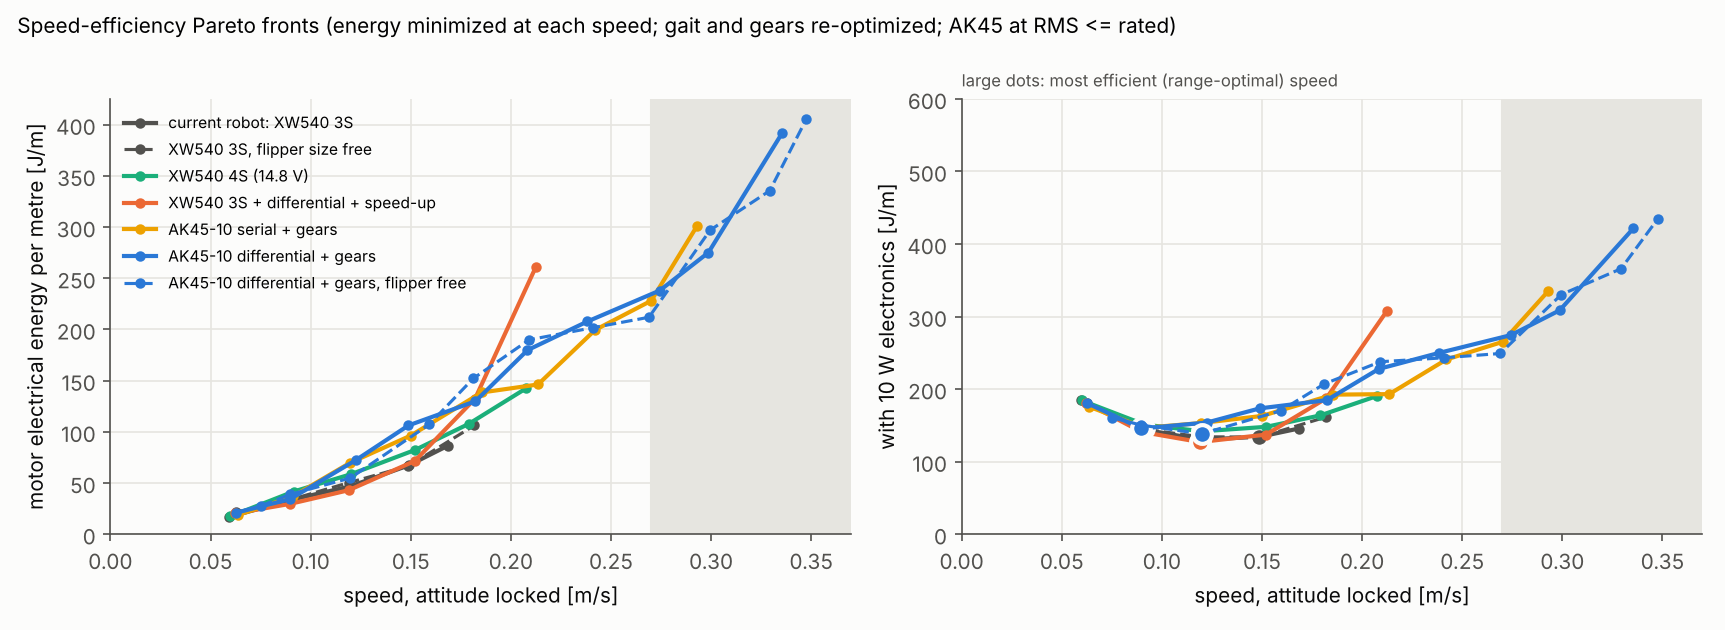 Speed-efficiency Pareto fronts (energy minimized at each speed; gait and gears re-optimized; AK45 at RMS <= rated)
motor electrical energy per metre [J/m]
400
350
300
250
200
150
100
50
0
current robot: XW540 3S
XW540 3S, flipper size free
XW540 4S (14.8 V)
XW540 3S + differential + speed-up
AK45-10 serial + gears
AK45-10 differential + gears
AK45-10 differential + gears, flipper free
0.00 0.05 0.10 0.15 0.20 0.25 0.30 0.35
speed, attitude locked [m/s]
large dots: most efficient (range-optimal) speed
with 10 W electronics [J/m]
600
500
400
300
200
100
0
0.00 0.05 0.10 0.15 0.20 0.25 0.30 0.35
speed, attitude locked [m/s]